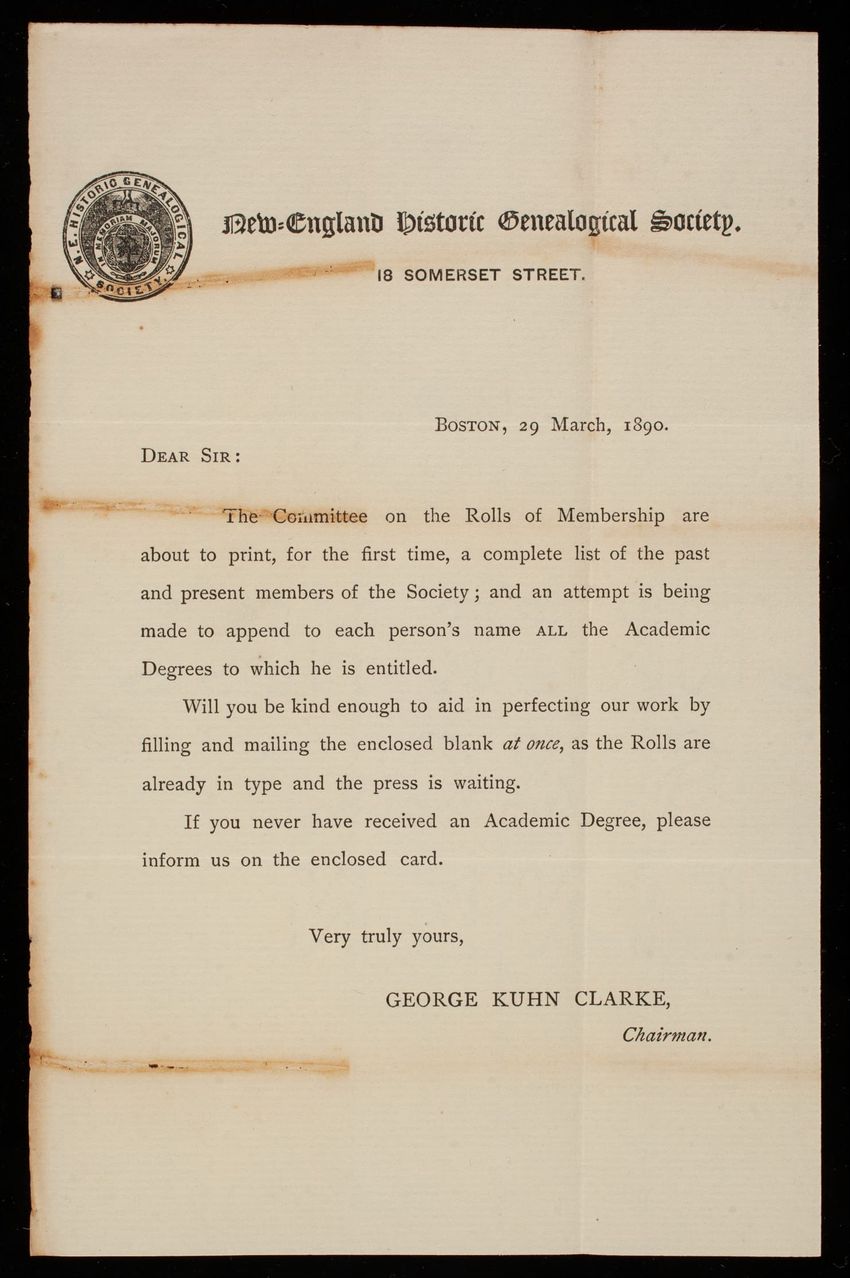 N. E. HISTORIC GENEALOGICAL SOCIETY.
IN MEMORIAM MAJORUM
New-England Historic Genealogical Society.
18 SOMERSET STREET.
BOSTON, 29 March, 1890.
DEAR SIR:
The Committee on the Rolls of Membership are
about to print, for the first time, a complete list of the past
and present members of the Society; and an attempt is being
made to append to each person's name ALL the Academic
Degrees to which he is entitled.
Will you be kind enough to aid in perfecting our work by
filling and mailing the enclosed blank at once, as the Rolls are
already in type and the press is waiting.
If you never have received an Academic Degree, please
inform us on the enclosed card.
Very truly yours,
GEORGE KUHN CLARKE,
Chairman.